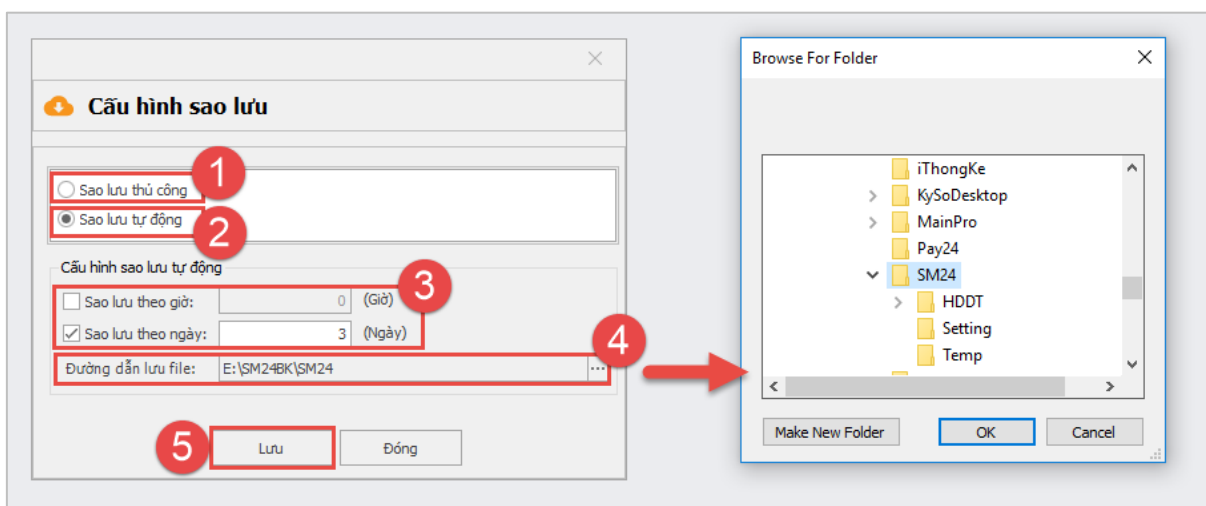 Cấu hình sao lưu
1
Sao lưu thủ công
Sao lưu tự động
2
Cấu hình sao lưu tự động
3
Sao lưu theo giờ: 0 (Giờ)
Sao lưu theo ngày: 3 (Ngày)
4
Đường dẫn lưu file: E:\SM24BK\SM24 ...
5
Lưu Đóng
Browse For Folder
iThongKe
KySoDesktop
MainPro
Pay24
SM24
HDDT
Setting
Temp
Make New Folder OK Cancel